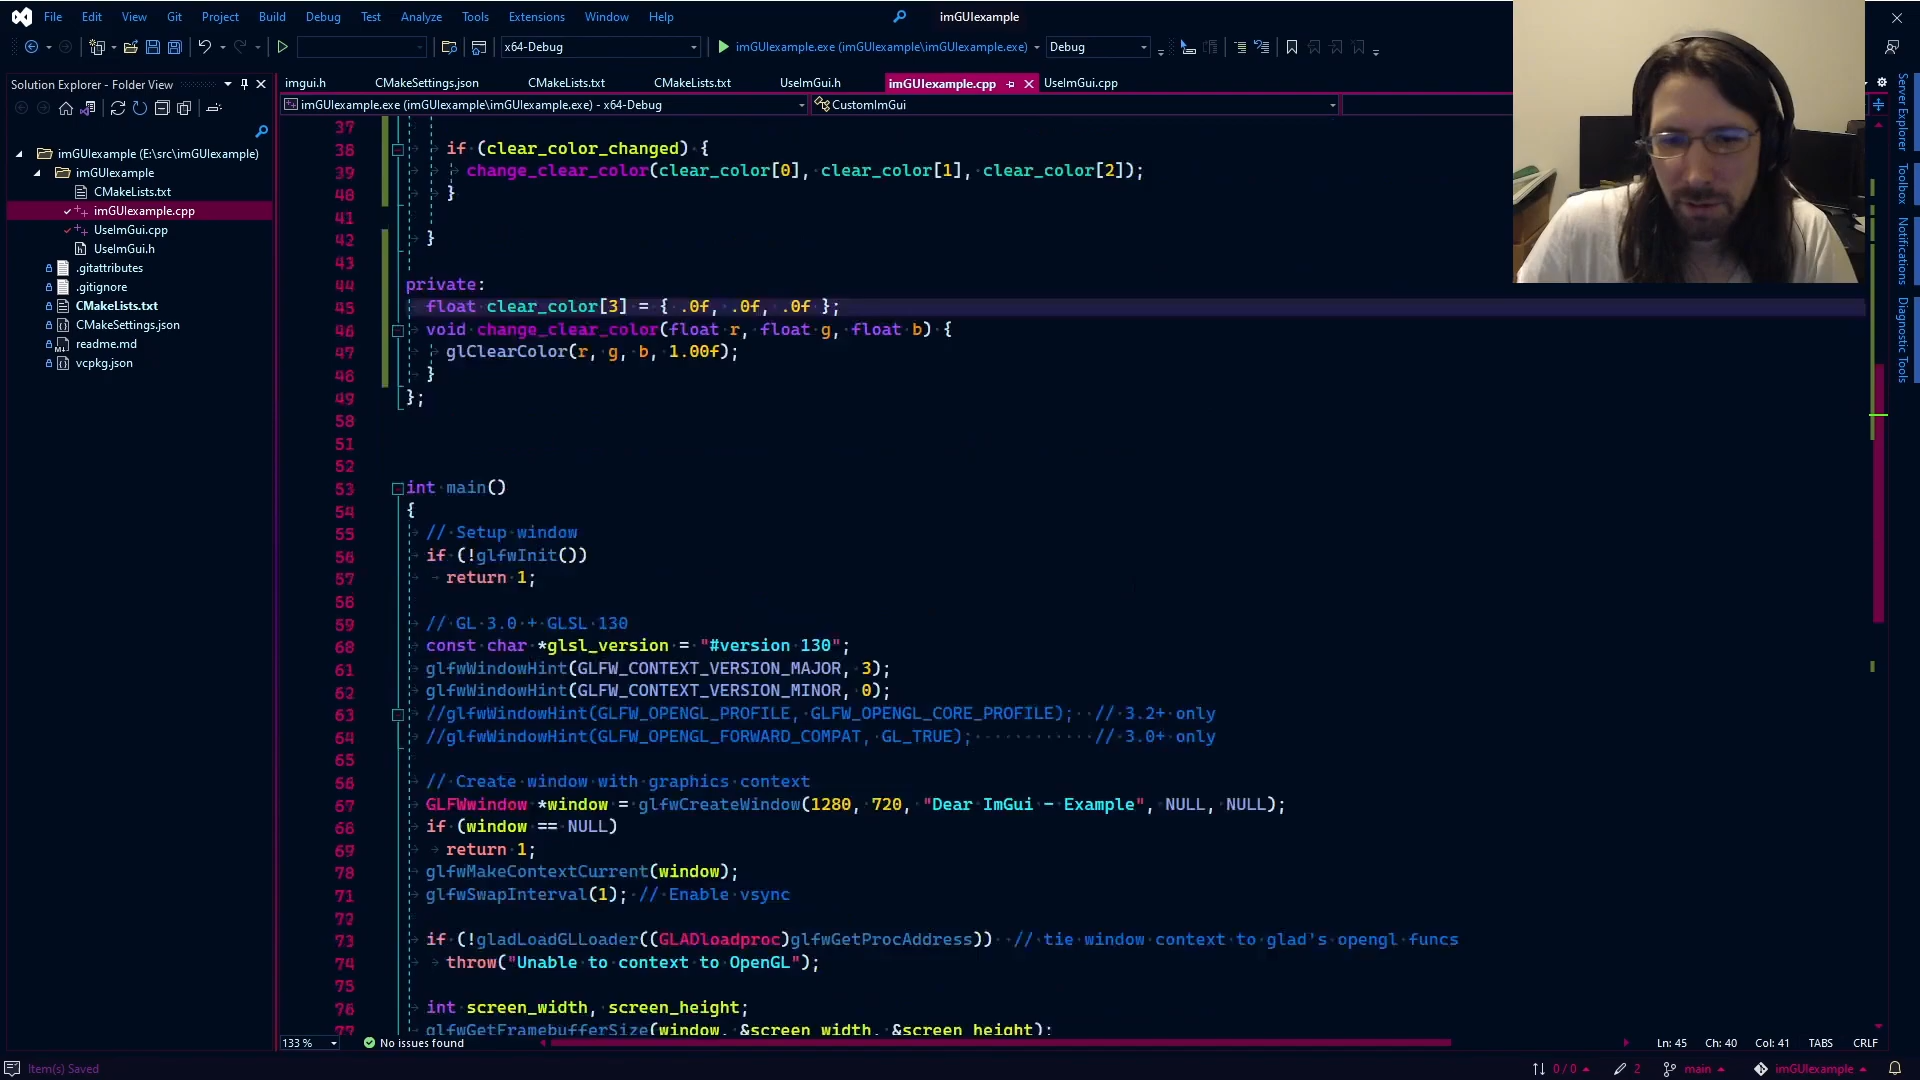 File Edit View Git Project Build Debug Test Analyze Tools Extensions Window Help imGUIexample
x64-Debug imGUIexample.exe (imGUIexample\imGUIexample.exe) Debug
Solution Explorer - Folder View
imgui.h CMakeSettings.json CMakeLists.txt CMakeLists.txt UseImGui.h imGUIexample.cpp UseImGui.cpp
imGUIexample.exe (imGUIexample\imGUIexample.exe) - x64-Debug CustomImGui
imGUIexample (E:\src\imGUIexample)
imGUIexample
CMakeLists.txt
imGUIexample.cpp
UseImGui.cpp
UseImGui.h
.gitattributes
.gitignore
CMakeLists.txt
CMakeSettings.json
readme.md
vcpkg.json
37
38 if (clear_color_changed) {
39 change_clear_color(clear_color[0], clear_color[1], clear_color[2]);
40 }
41
42 }
43
44 private:
45 float clear_color[3] = { .0f, .0f, .0f };
46 void change_clear_color(float r, float g, float b) {
47 glClearColor(r, g, b, 1.00f);
48 }
49 };
50
51
52
53 int main()
54 {
55 // Setup window
56 if (!glfwInit())
57 return 1;
58
59 // GL 3.0 + GLSL 130
60 const char *glsl_version = "#version 130";
61 glfwWindowHint(GLFW_CONTEXT_VERSION_MAJOR, 3);
62 glfwWindowHint(GLFW_CONTEXT_VERSION_MINOR, 0);
63 //glfwWindowHint(GLFW_OPENGL_PROFILE, GLFW_OPENGL_CORE_PROFILE); // 3.2+ only
64 //glfwWindowHint(GLFW_OPENGL_FORWARD_COMPAT, GL_TRUE); // 3.0+ only
65
66 // Create window with graphics context
67 GLFWwindow *window = glfwCreateWindow(1280, 720, "Dear ImGui - Example", NULL, NULL);
68 if (window == NULL)
69 return 1;
70 glfwMakeContextCurrent(window);
71 glfwSwapInterval(1); // Enable vsync
72
73 if (!gladLoadGLLoader((GLADloadproc)glfwGetProcAddress)) // tie window context to glad's opengl funcs
74 throw("Unable to context to OpenGL");
75
76 int screen_width, screen_height;
77 glfwGetFramebufferSize(window, &screen_width, &screen_height);
Server Explorer
Toolbox
Notifications
Diagnostic Tools
133 % No issues found Ln: 45 Ch: 40 Col: 41 TABS CRLF
Item(s) Saved 0 / 0 2 main imGUIexample